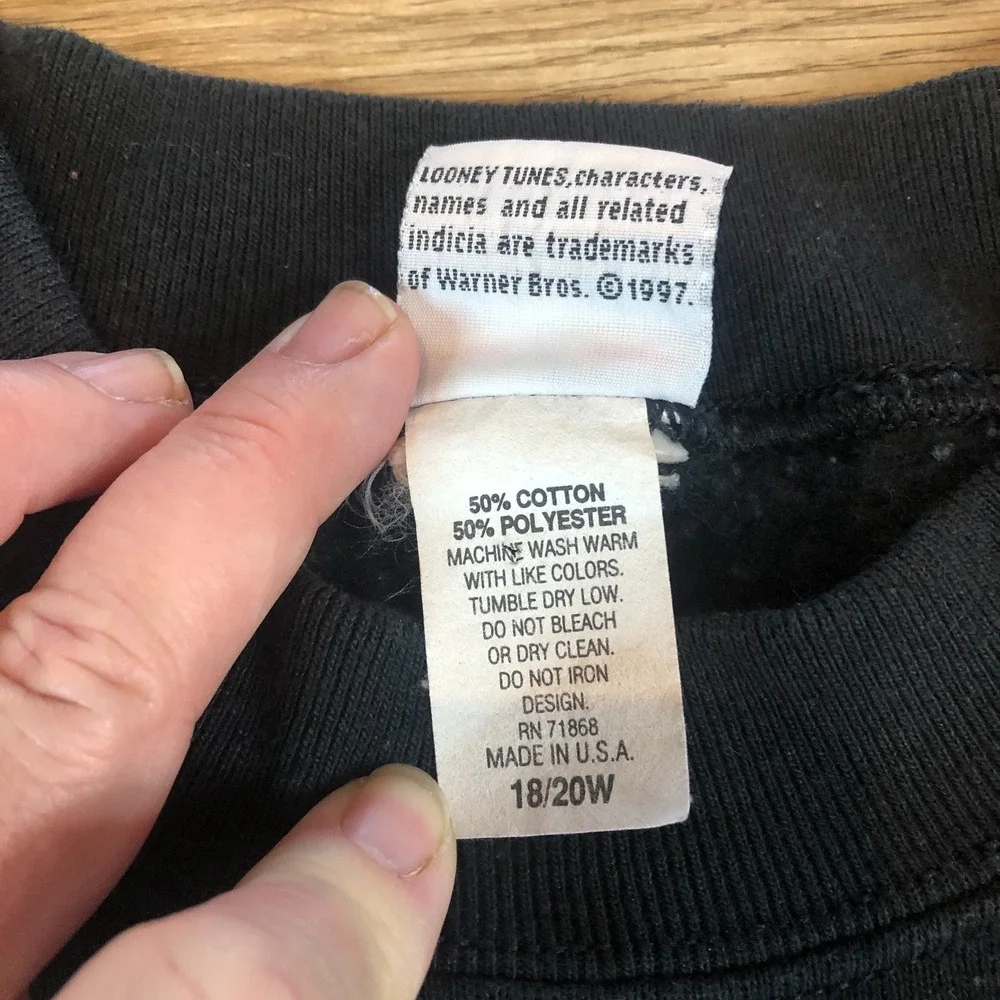 LOONEY TUNES,characters,
names and all related
indicia are trademarks
of Warner Bros. ©1997.
50% COTTON
50% POLYESTER
MACHINE WASH WARM
WITH LIKE COLORS.
TUMBLE DRY LOW.
DO NOT BLEACH
OR DRY CLEAN.
DO NOT IRON
DESIGN.
RN 71868
MADE IN U.S.A.
18/20W